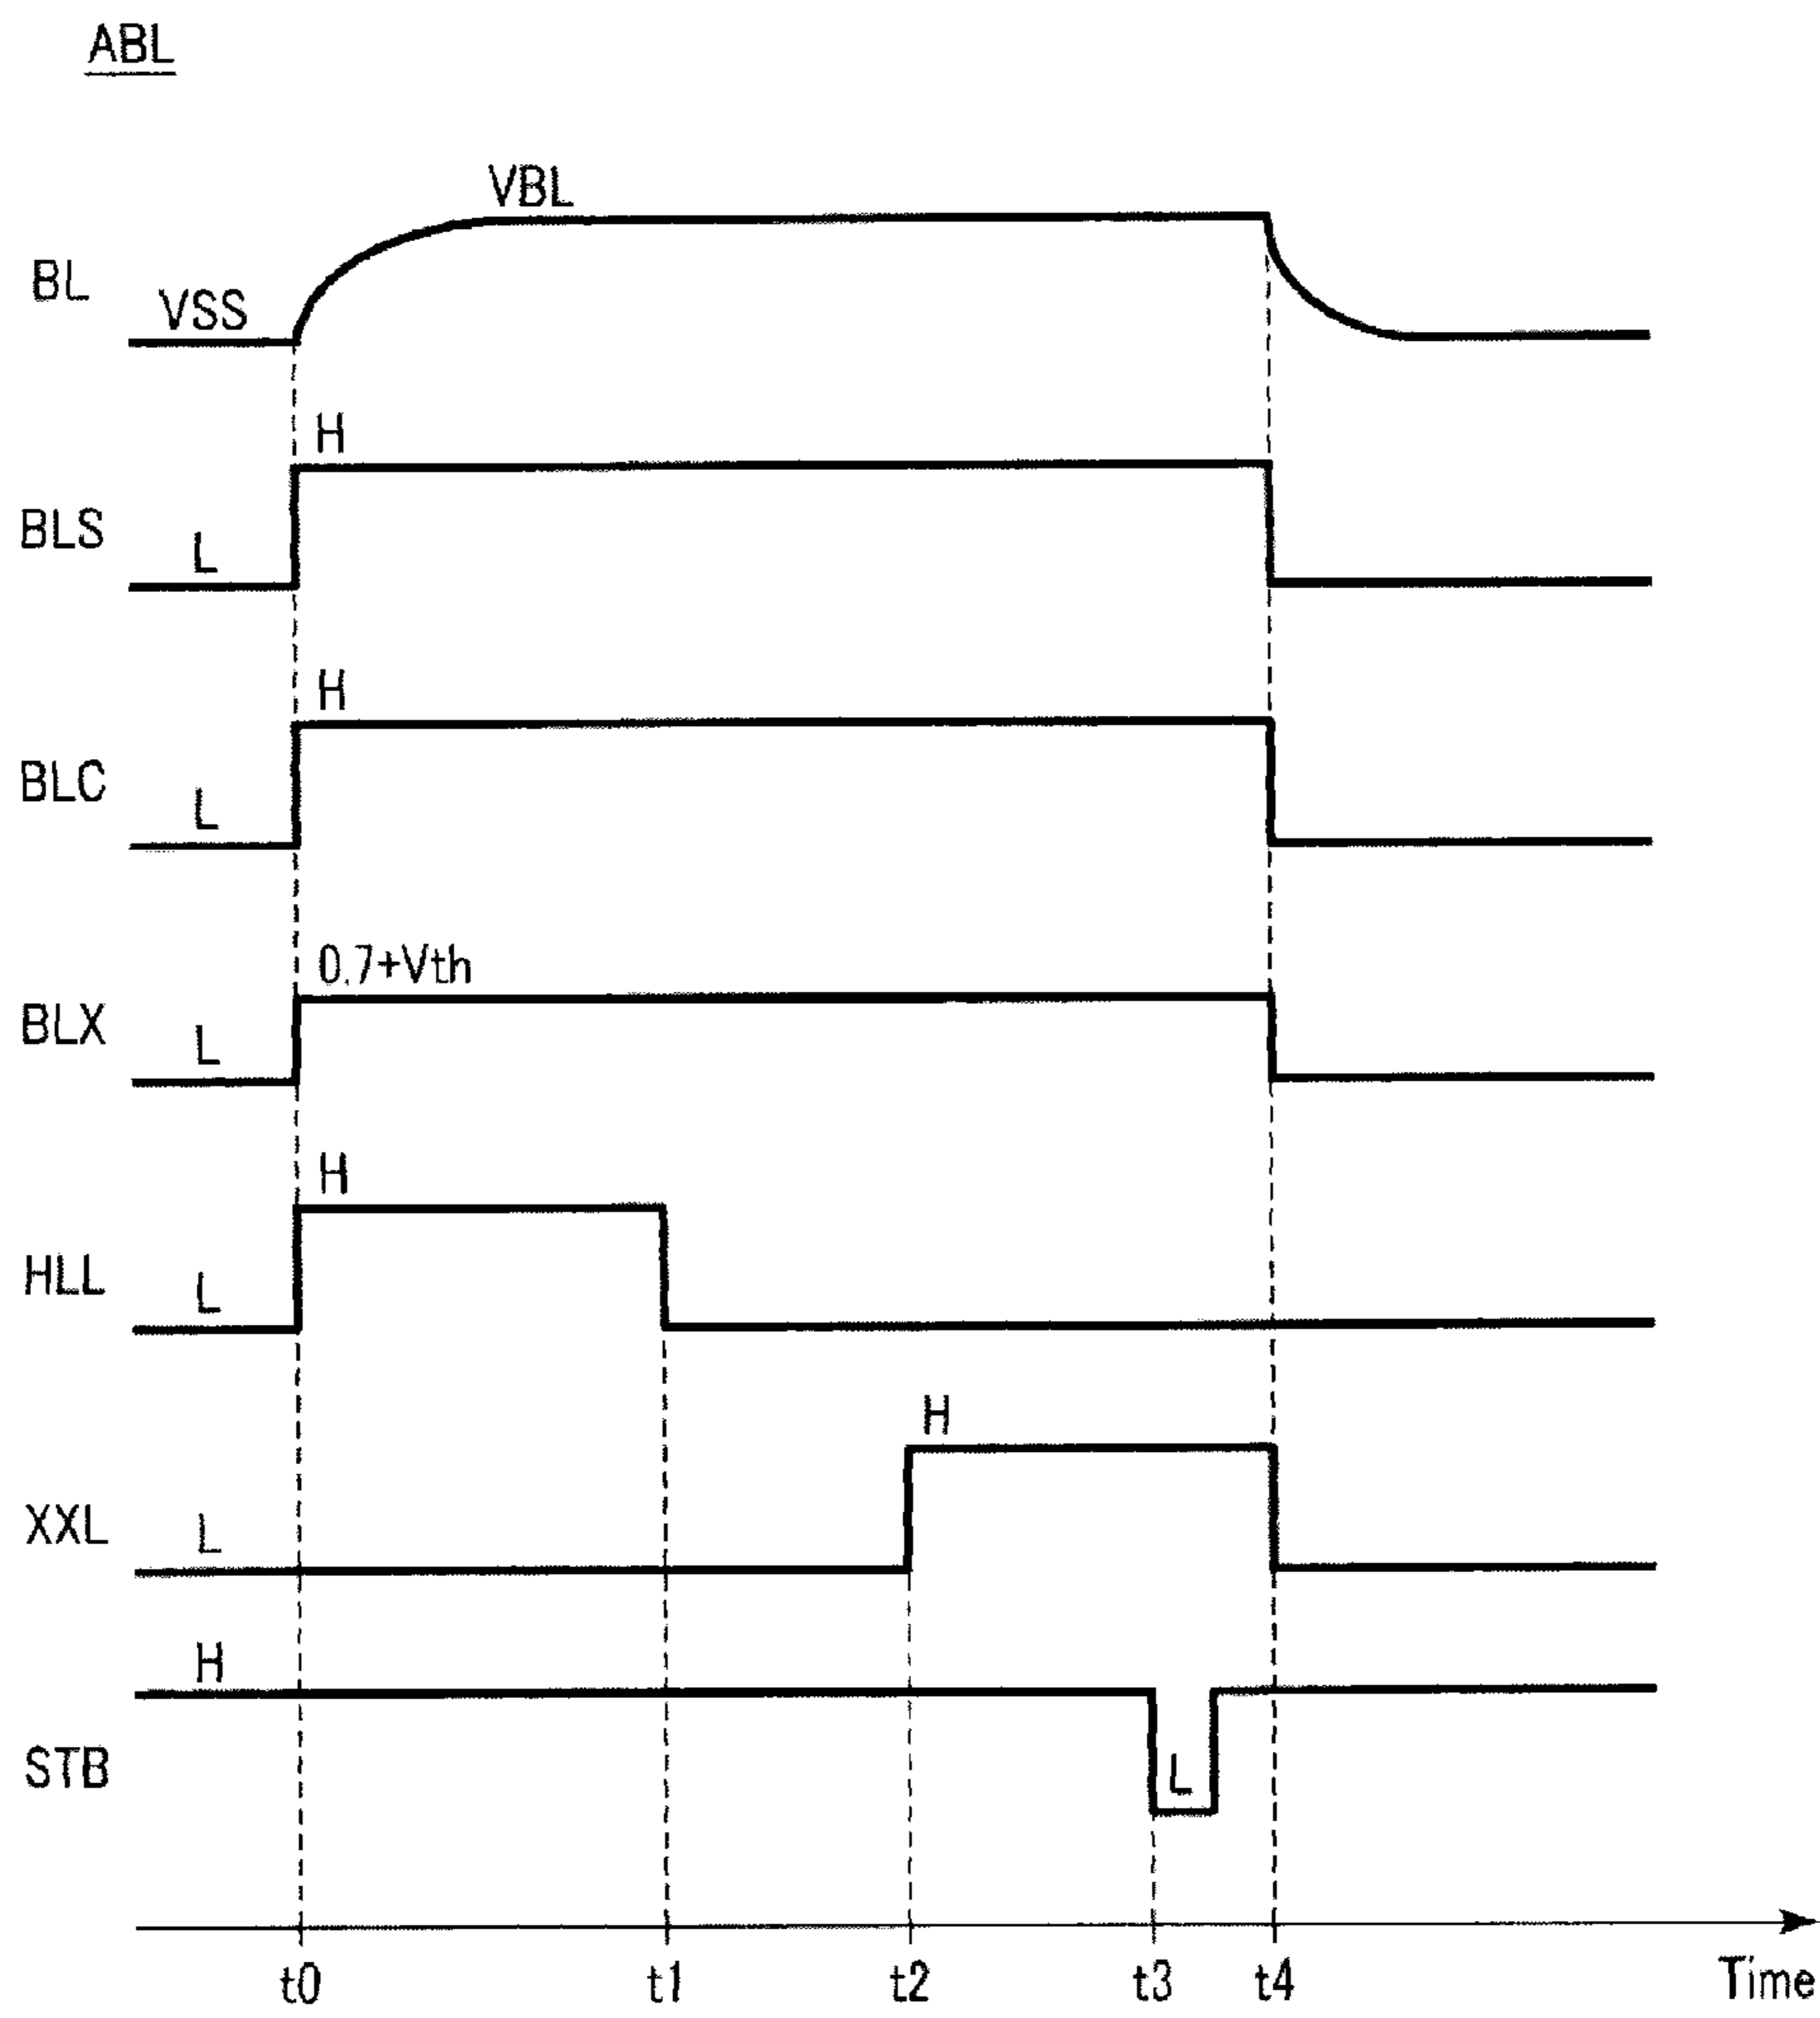 ABL
VBL
BL
VSS
H
BLS
L
H
BLC
L
0.7+Vth
BLX
L
H
HLL
L
H
XXL
L
H
STB
L
t0
t1
t2
t3
t4
Time